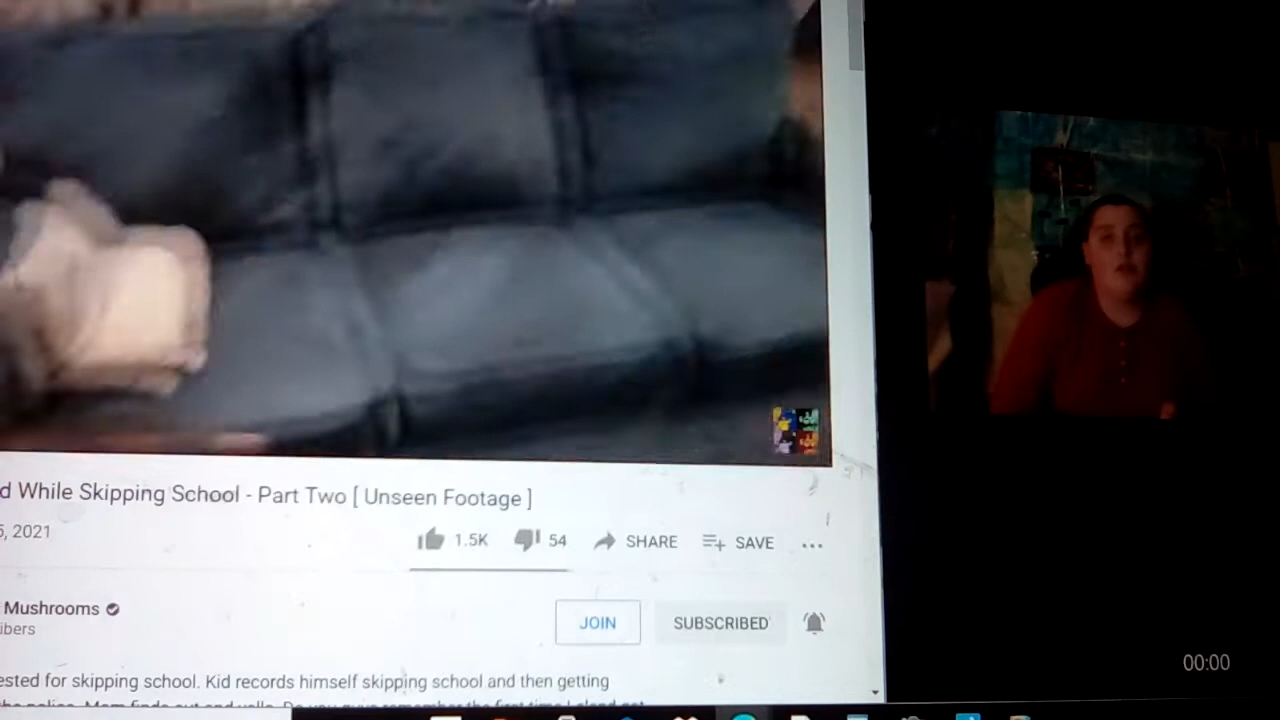 d While Skipping School - Part Two [ Unseen Footage ]
5, 2021
1.5K 54 SHARE SAVE
Mushrooms
ibers
JOIN SUBSCRIBED
00:00
ested for skipping school. Kid records himself skipping school and then getting